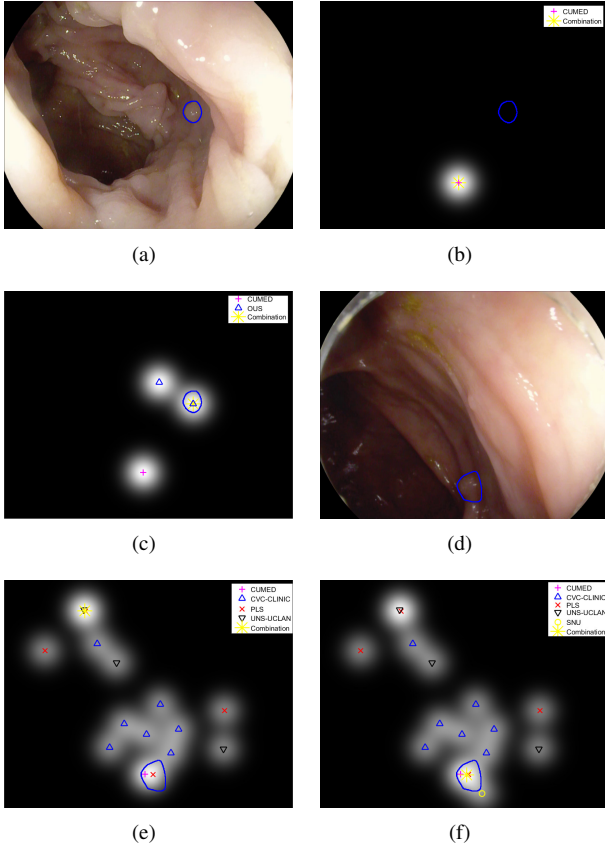 CUMED
Combination
(a)
(b)
CUMED
OUS
Combination
(c)
(d)
CUMED
CVC-CLINIC
PLS
UNS-UCLAN
Combination
CUMED
CVC-CLINIC
PLS
UNS-UCLAN
SNU
Combination
(e)
(f)